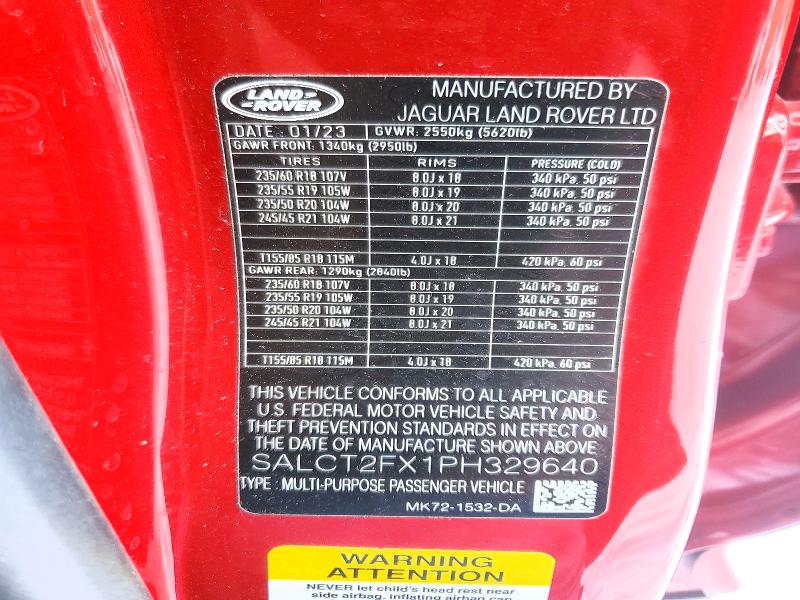 LAND ROVER
MANUFACTURED BY
JAGUAR LAND ROVER LTD
DATE: 01/23 GVWR: 2550kg (5620lb)
GAWR FRONT: 1340kg (2950lb)
TIRES RIMS PRESSURE (COLD)
235/60 R18 107V 8.0J x 18 340 kPa, 50 psi
235/55 R19 105W 8.0J x 19 340 kPa, 50 psi
235/50 R20 104W 8.0J x 20 340 kPa, 50 psi
245/45 R21 104W 8.0J x 21 340 kPa, 50 psi
T155/85 R18 115M 4.0J x 18 420 kPa, 60 psi
GAWR REAR: 1290kg (2840lb)
235/60 R18 107V 8.0J x 18 340 kPa, 50 psi
235/55 R19 105W 8.0J x 19 340 kPa, 50 psi
235/50 R20 104W 8.0J x 20 340 kPa, 50 psi
245/45 R21 104W 8.0J x 21 340 kPa, 50 psi
T155/85 R18 115M 4.0J x 18 420 kPa, 60 psi
THIS VEHICLE CONFORMS TO ALL APPLICABLE
U.S. FEDERAL MOTOR VEHICLE SAFETY AND
THEFT PREVENTION STANDARDS IN EFFECT ON
THE DATE OF MANUFACTURE SHOWN ABOVE
SALCT2FX1PH329640
TYPE : MULTI-PURPOSE PASSENGER VEHICLE
MK72-1532-DA
WARNING
ATTENTION
NEVER let child's head rest near
side airbag, inflating airbag can